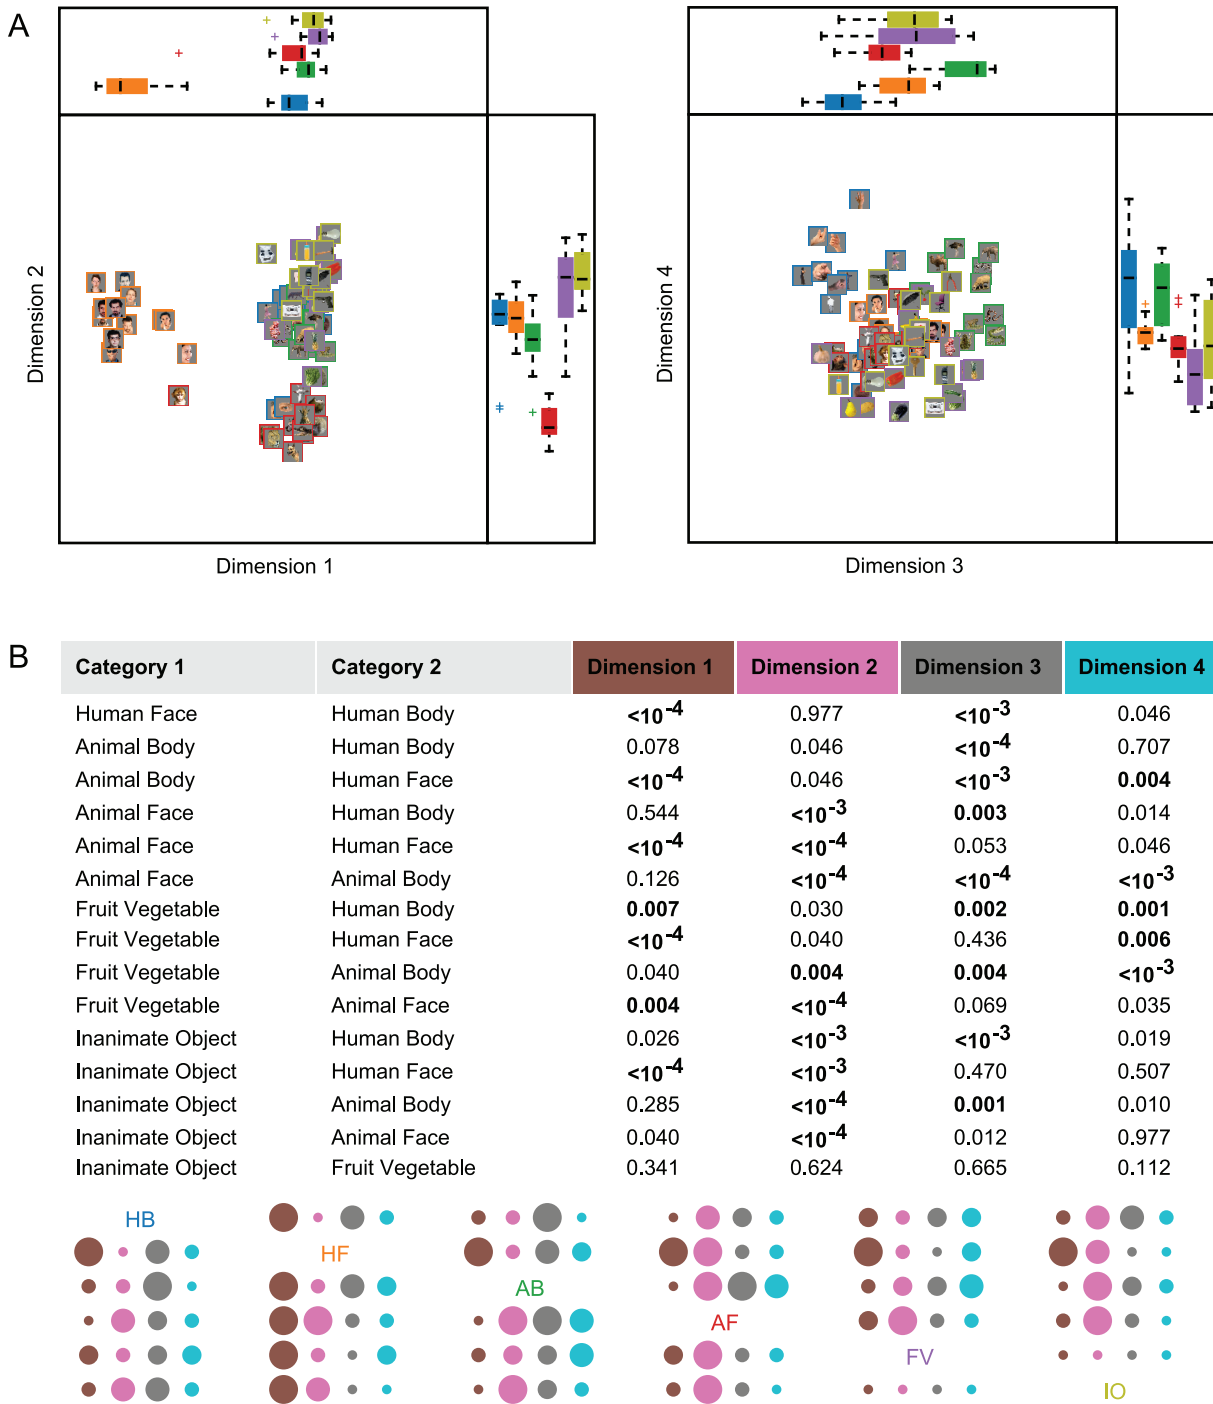 A
Dimension 2
Dimension 1
Dimension 4
Dimension 3
B
Category 1 Category 2 Dimension 1 Dimension 2 Dimension 3 Dimension 4
Human Face Human Body <10^-4 0.977 <10^-3 0.046
Animal Body Human Body 0.078 0.046 <10^-4 0.707
Animal Body Human Face <10^-4 0.046 <10^-3 0.004
Animal Face Human Body 0.544 <10^-3 0.003 0.014
Animal Face Human Face <10^-4 <10^-4 0.053 0.046
Animal Face Animal Body 0.126 <10^-4 <10^-4 <10^-3
Fruit Vegetable Human Body 0.007 0.030 0.002 0.001
Fruit Vegetable Human Face <10^-4 0.040 0.436 0.006
Fruit Vegetable Animal Body 0.040 0.004 0.004 <10^-3
Fruit Vegetable Animal Face 0.004 <10^-4 0.069 0.035
Inanimate Object Human Body 0.026 <10^-3 <10^-3 0.019
Inanimate Object Human Face <10^-4 <10^-3 0.470 0.507
Inanimate Object Animal Body 0.285 <10^-4 0.001 0.010
Inanimate Object Animal Face 0.040 <10^-4 0.012 0.977
Inanimate Object Fruit Vegetable 0.341 0.624 0.665 0.112
HB
HF
AB
AF
FV
IO